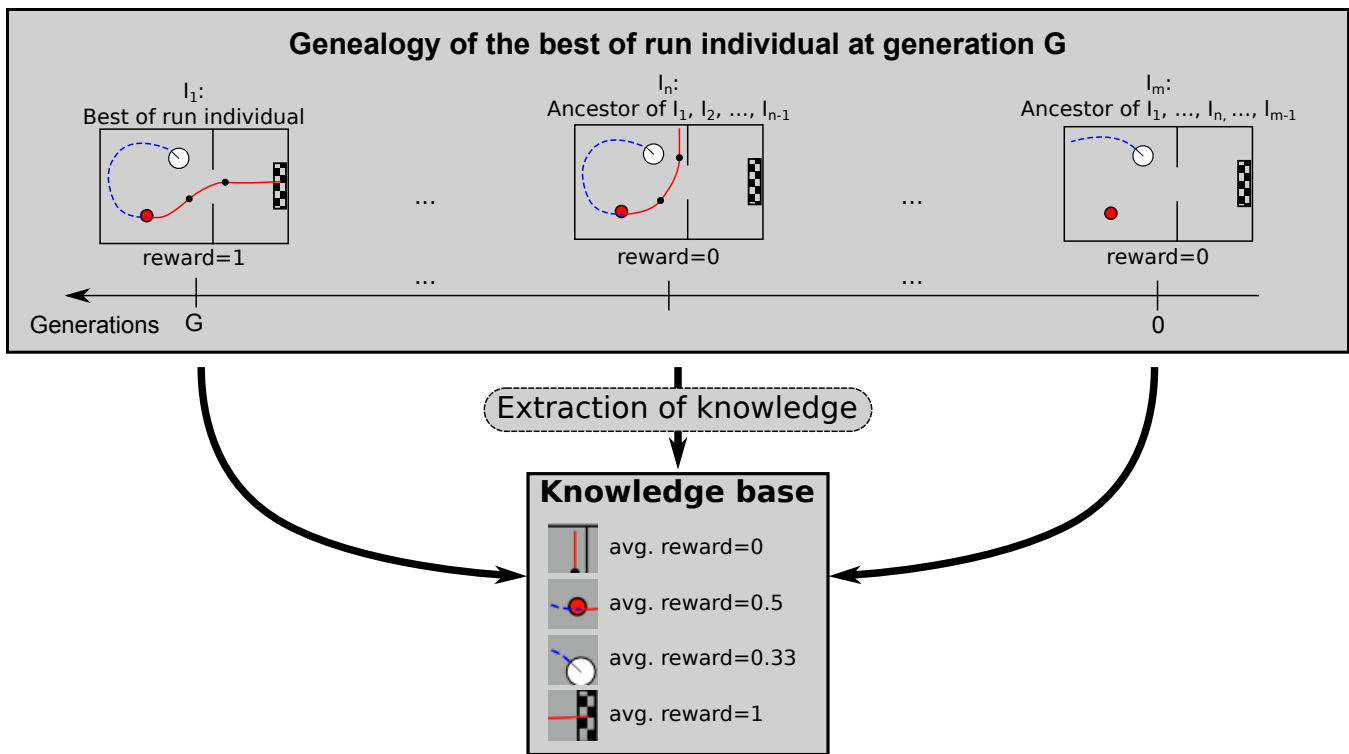 Genealogy of the best of run individual at generation G
I₁:
Best of run individual
reward=1
...
...
Iₙ:
Ancestor of I₁, I₂, ..., Iₙ₋₁
reward=0
...
...
Iₘ:
Ancestor of I₁, ..., Iₙ, ..., Iₘ₋₁
reward=0
Generations
G
0
Extraction of knowledge
Knowledge base
avg. reward=0
avg. reward=0.5
avg. reward=0.33
avg. reward=1